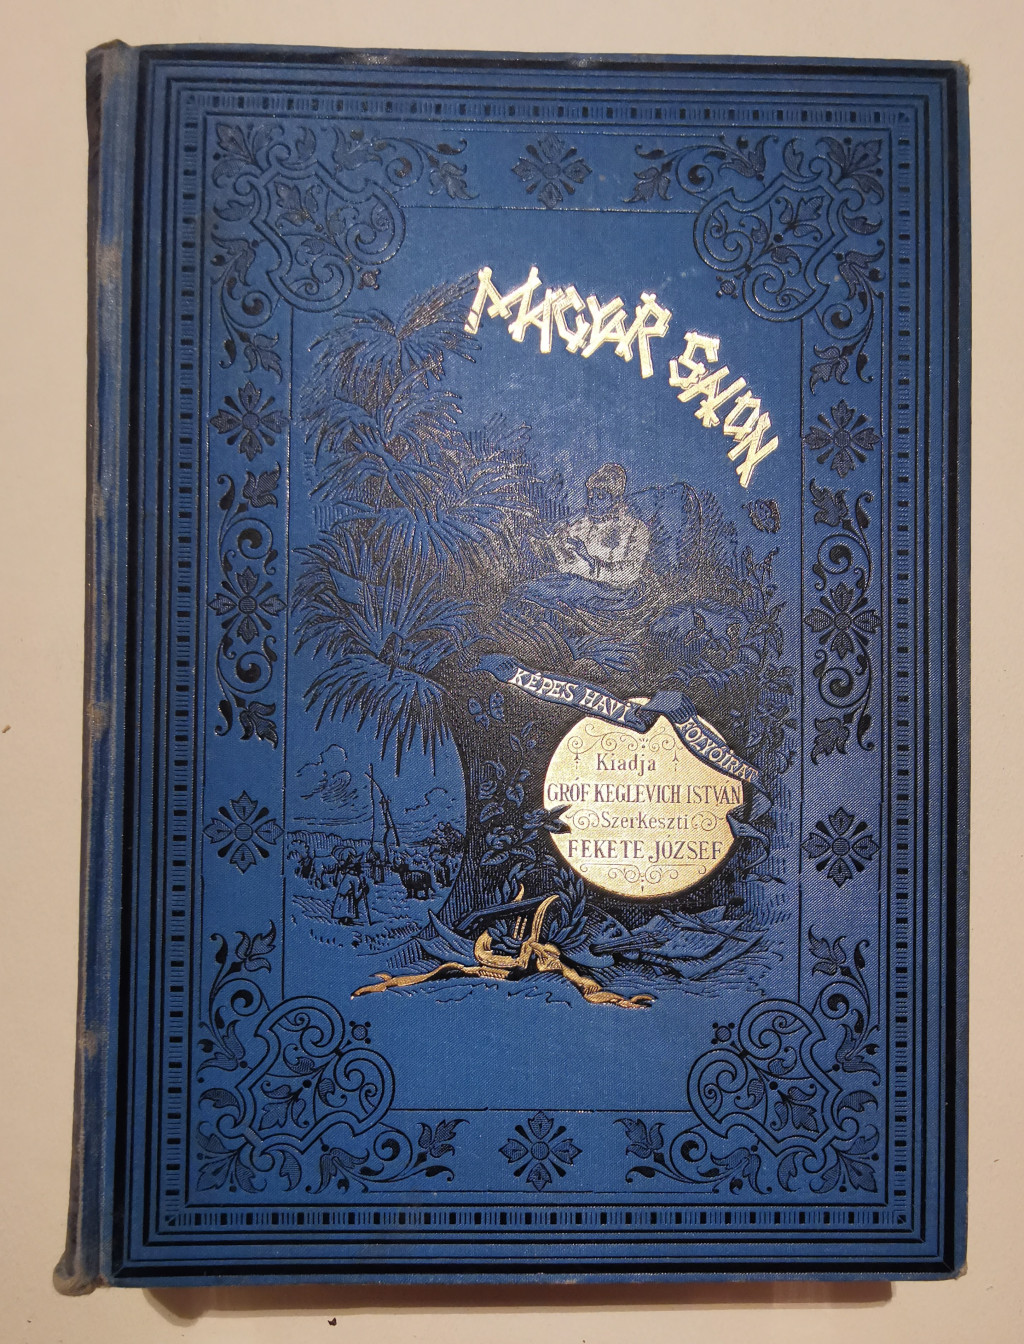 MAGYAR SALON
KÉPES HAVI FOLYÓIRAT
Kiadja
GRÓF KEGLEVICH ISTVÁN
Szerkeszti
FEKETE JÓZSEF